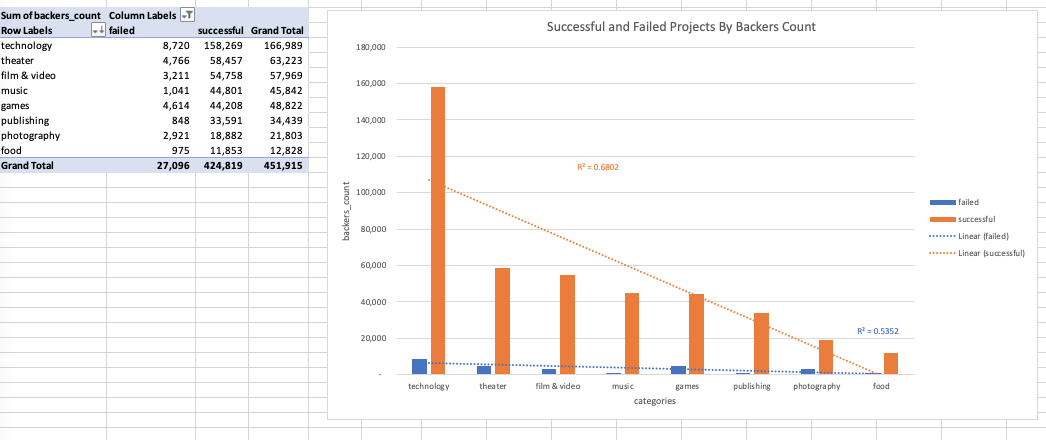 Sum of backers_count Column Labels
Row Labels failed successful Grand Total
technology 8,720 158,269 166,989
theater 4,766 58,457 63,223
film & video 3,211 54,758 57,969
music 1,041 44,801 45,842
games 4,614 44,208 48,822
publishing 848 33,591 34,439
photography 2,921 18,882 21,803
food 975 11,853 12,828
Grand Total 27,096 424,819 451,915
Successful and Failed Projects By Backers Count
180,000
160,000
140,000
120,000
100,000
80,000
60,000
40,000
20,000
-
backers_count
R² = 0.6802
R² = 0.5352
technology theater film & video music games publishing photography food
categories
failed
successful
Linear (failed)
Linear (successful)